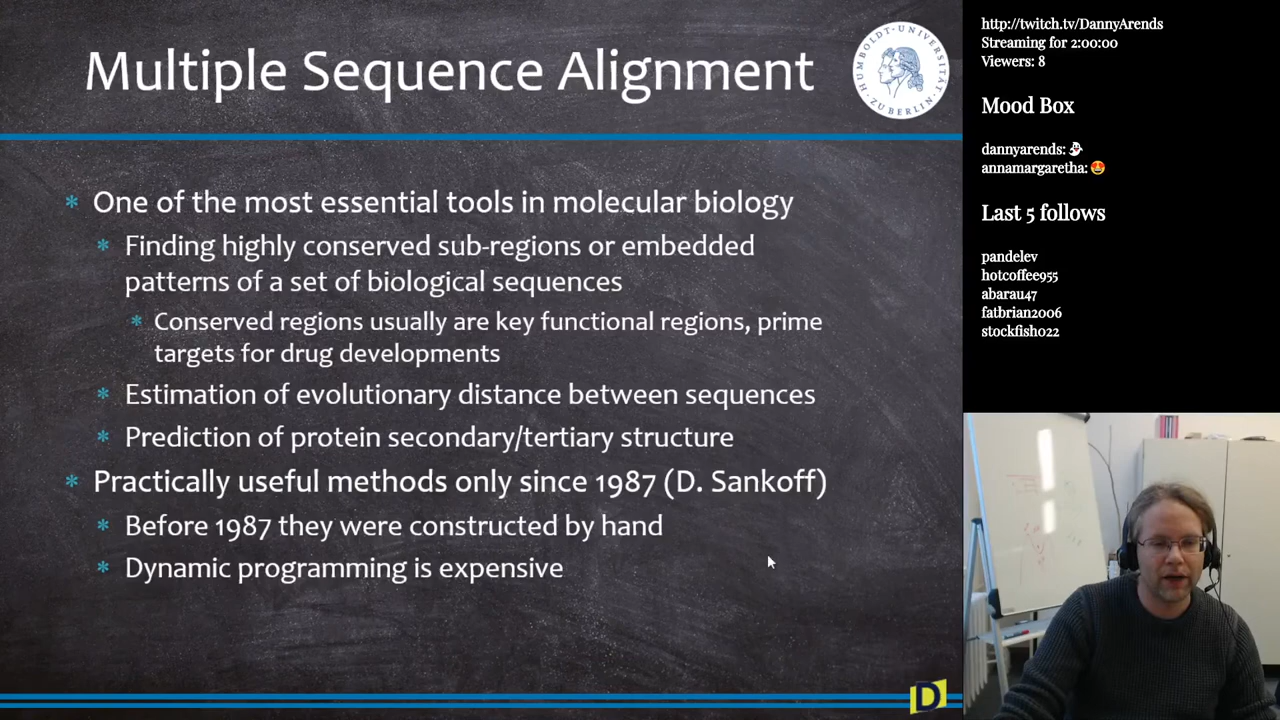 Multiple Sequence Alignment
HUMBOLDT-UNIVERSITÄT ZU BERLIN
* One of the most essential tools in molecular biology
* Finding highly conserved sub-regions or embedded
patterns of a set of biological sequences
* Conserved regions usually are key functional regions, prime
targets for drug developments
* Estimation of evolutionary distance between sequences
* Prediction of protein secondary/tertiary structure
* Practically useful methods only since 1987 (D. Sankoff)
* Before 1987 they were constructed by hand
* Dynamic programming is expensive
D
http://twitch.tv/DannyArends
Streaming for 2:00:00
Viewers: 8
Mood Box
dannyarends: 👻
annamargaretha: 😍
Last 5 follows
pandelev
hotcoffee955
abarau47
fatbrian2006
stockfish022